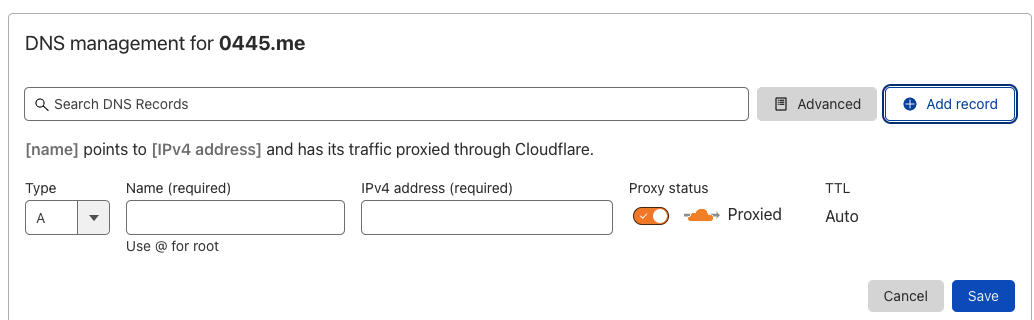 DNS management for 0445.me
Search DNS Records
Advanced
Add record
[name] points to [IPv4 address] and has its traffic proxied through Cloudflare.
Type Name (required) IPv4 address (required) Proxy status TTL
A Proxied Auto
Use @ for root
Cancel Save